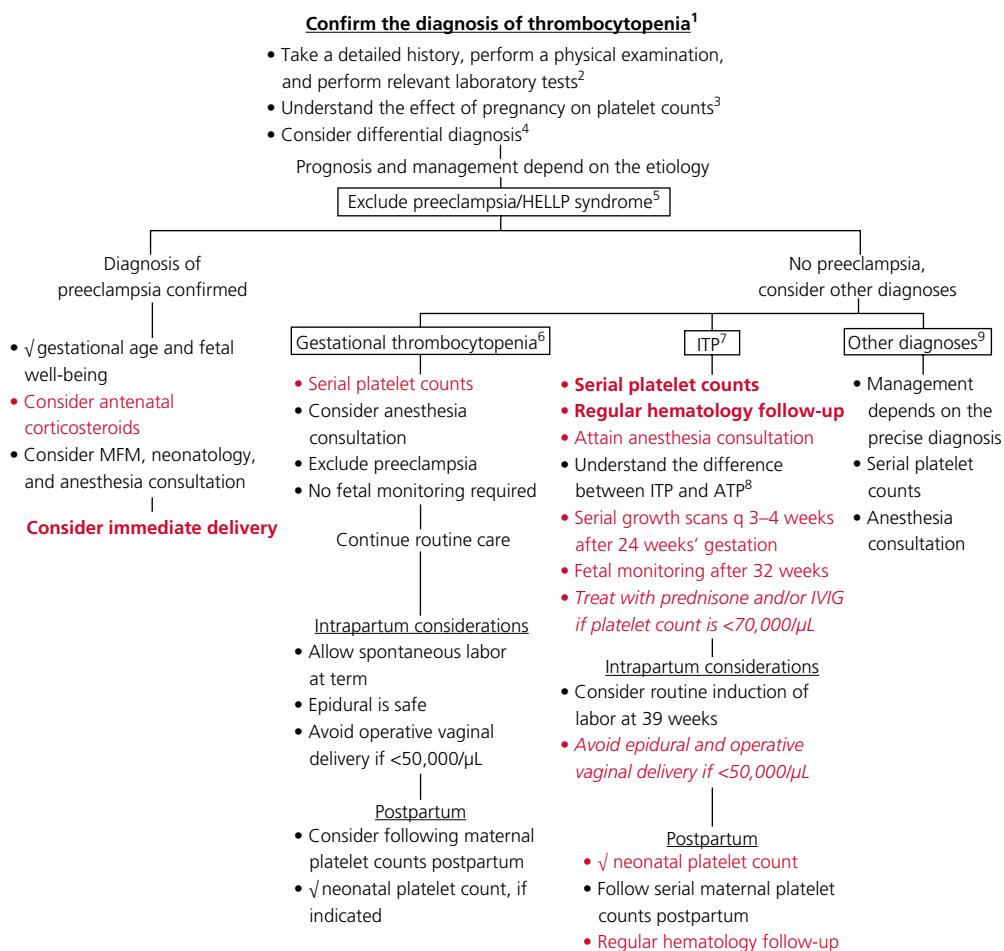 Confirm the diagnosis of thrombocytopenia¹
• Take a detailed history, perform a physical examination,
and perform relevant laboratory tests²
• Understand the effect of pregnancy on platelet counts³
• Consider differential diagnosis⁴
Prognosis and management depend on the etiology
Exclude preeclampsia/HELLP syndrome⁵
Diagnosis of
preeclampsia confirmed
• √ gestational age and fetal
well-being
• Consider antenatal
corticosteroids
• Consider MFM, neonatology,
and anesthesia consultation
Consider immediate delivery
No preeclampsia,
consider other diagnoses
Gestational thrombocytopenia⁶
• Serial platelet counts
• Consider anesthesia
consultation
• Exclude preeclampsia
• No fetal monitoring required
Continue routine care
Intrapartum considerations
• Allow spontaneous labor
at term
• Epidural is safe
• Avoid operative vaginal
delivery if <50,000/μL
Postpartum
• Consider following maternal
platelet counts postpartum
• √ neonatal platelet count, if
indicated
ITP⁷
• Serial platelet counts
• Regular hematology follow-up
• Attain anesthesia consultation
• Understand the difference
between ITP and ATP⁸
• Serial growth scans q 3–4 weeks
after 24 weeks’ gestation
• Fetal monitoring after 32 weeks
• Treat with prednisone and/or IVIG
if platelet count is <70,000/μL
Intrapartum considerations
• Consider routine induction of
labor at 39 weeks
• Avoid epidural and operative
vaginal delivery if <50,000/μL
Postpartum
• √ neonatal platelet count
• Follow serial maternal platelet
counts postpartum
• Regular hematology follow-up
Other diagnoses⁹
• Management
depends on the
precise diagnosis
• Serial platelet
counts
• Anesthesia
consultation